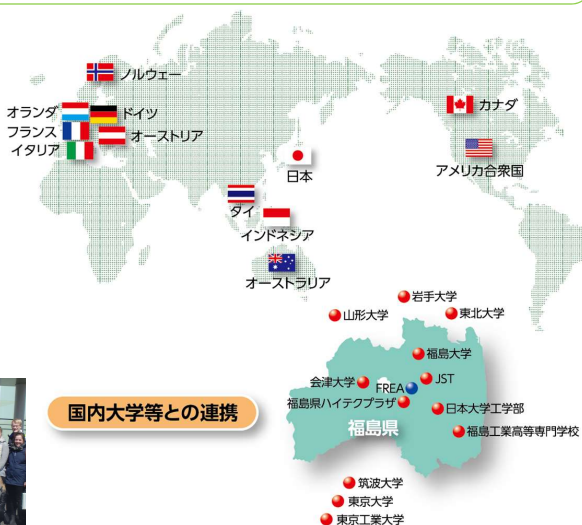 ノルウェー
オランダ
ドイツ
フランス
オーストリア
イタリア
カナダ
アメリカ合衆国
日本
ダイ
インドネシア
オーストラリア
岩手大学
山形大学
東北大学
福島大学
会津大学
JST
FREA
福島県ハイテクプラザ
日本大学工学部
国内大学等との連携
福島県
福島工業高等専門学校
筑波大学
東京大学
東京工業大学